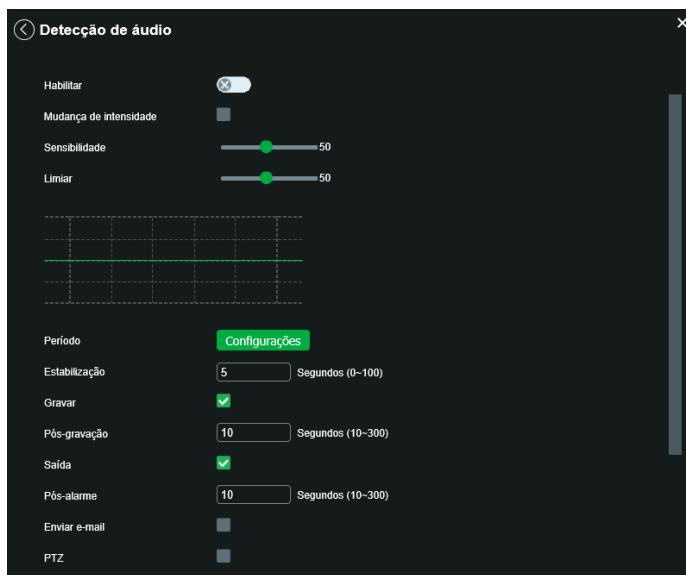 Detecção de áudio
Habilitar
Mudança de intensidade
Sensibilidade 50
Limiar 50
Período Configurações
Estabilização 5 Segundos (0~100)
Gravar
Pós-gravação 10 Segundos (10~300)
Saída
Pós-alarme 10 Segundos (10~300)
Enviar e-mail
PTZ